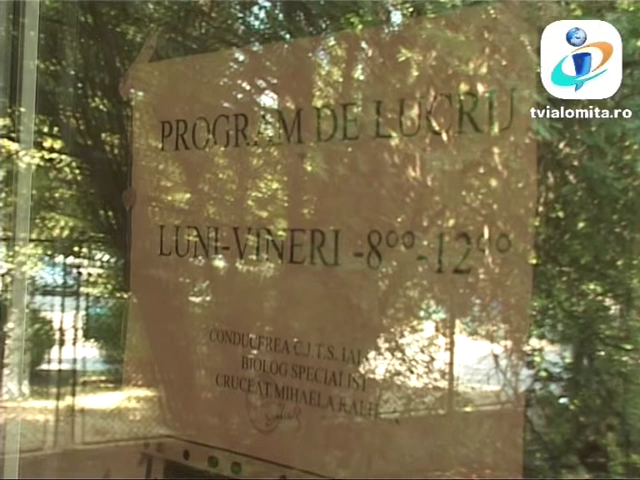 tvialomita.ro
PROGRAM DE LUCRU
LUNI-VINERI -8⁰⁰-12⁰⁰
CONDUCEREA C.J.T.S.
BIOLOG SPECIALIST
CRUCEAT MIHAELA